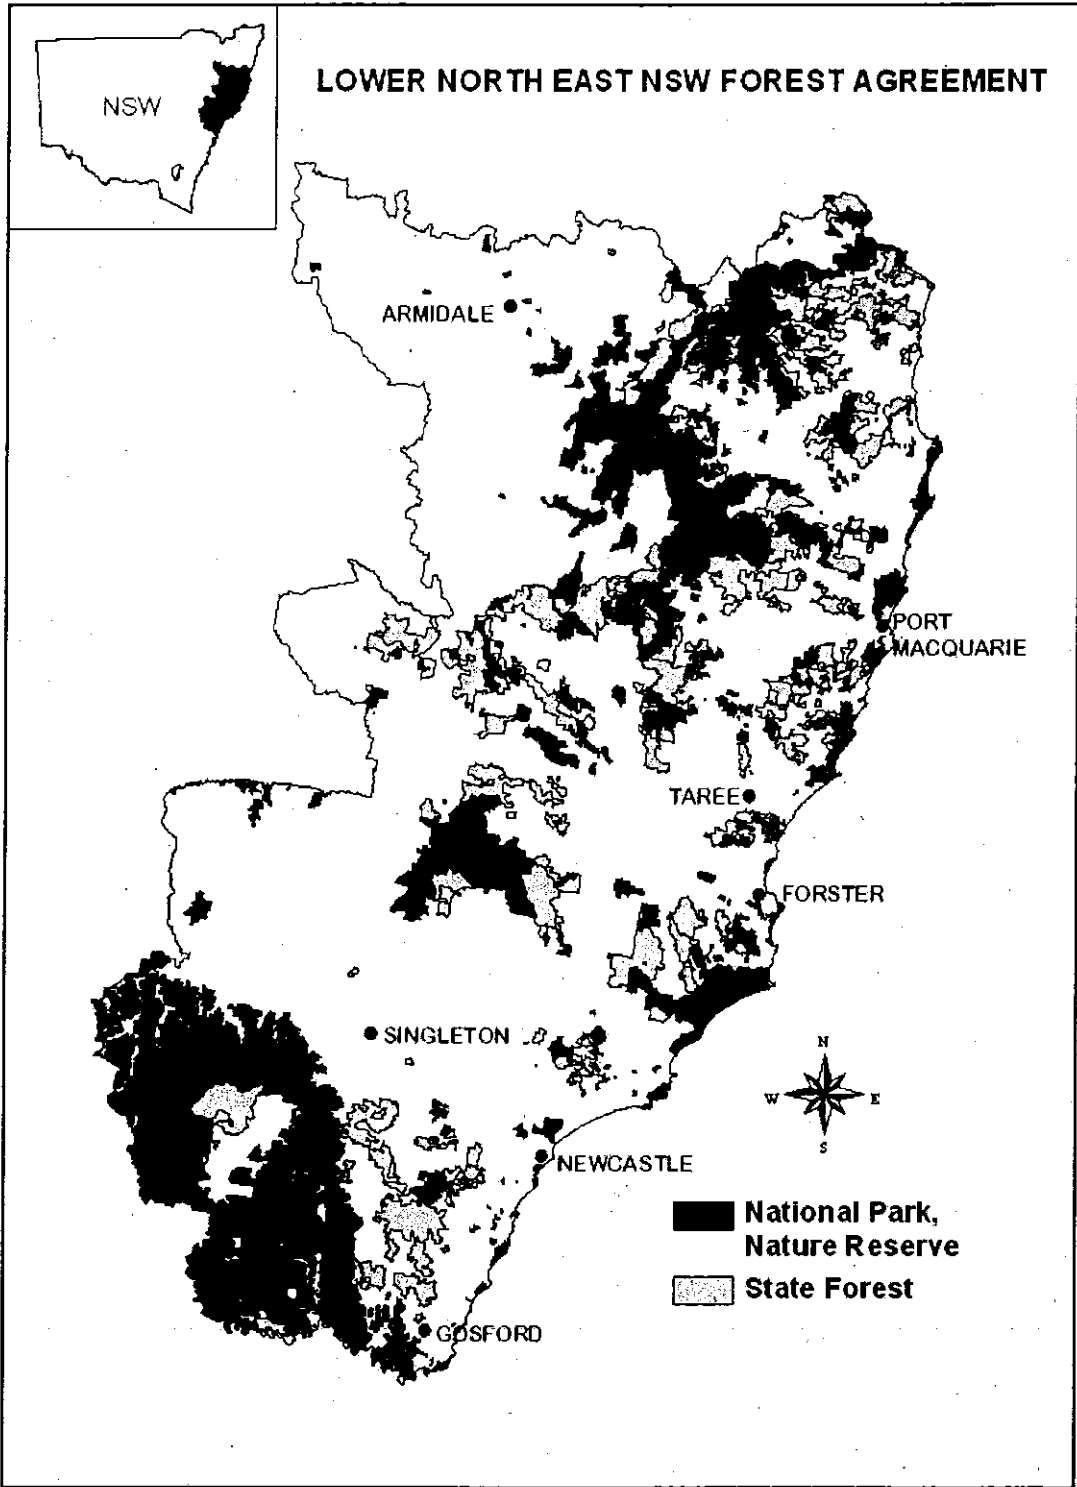 NSW
LOWER NORTH EAST NSW FOREST AGREEMENT
ARMIDALE
PORT
MACQUARIE
TAREE
FORSTER
SINGLETON
N
W
E
S
NEWCASTLE
National Park,
Nature Reserve
State Forest
GOSFORD